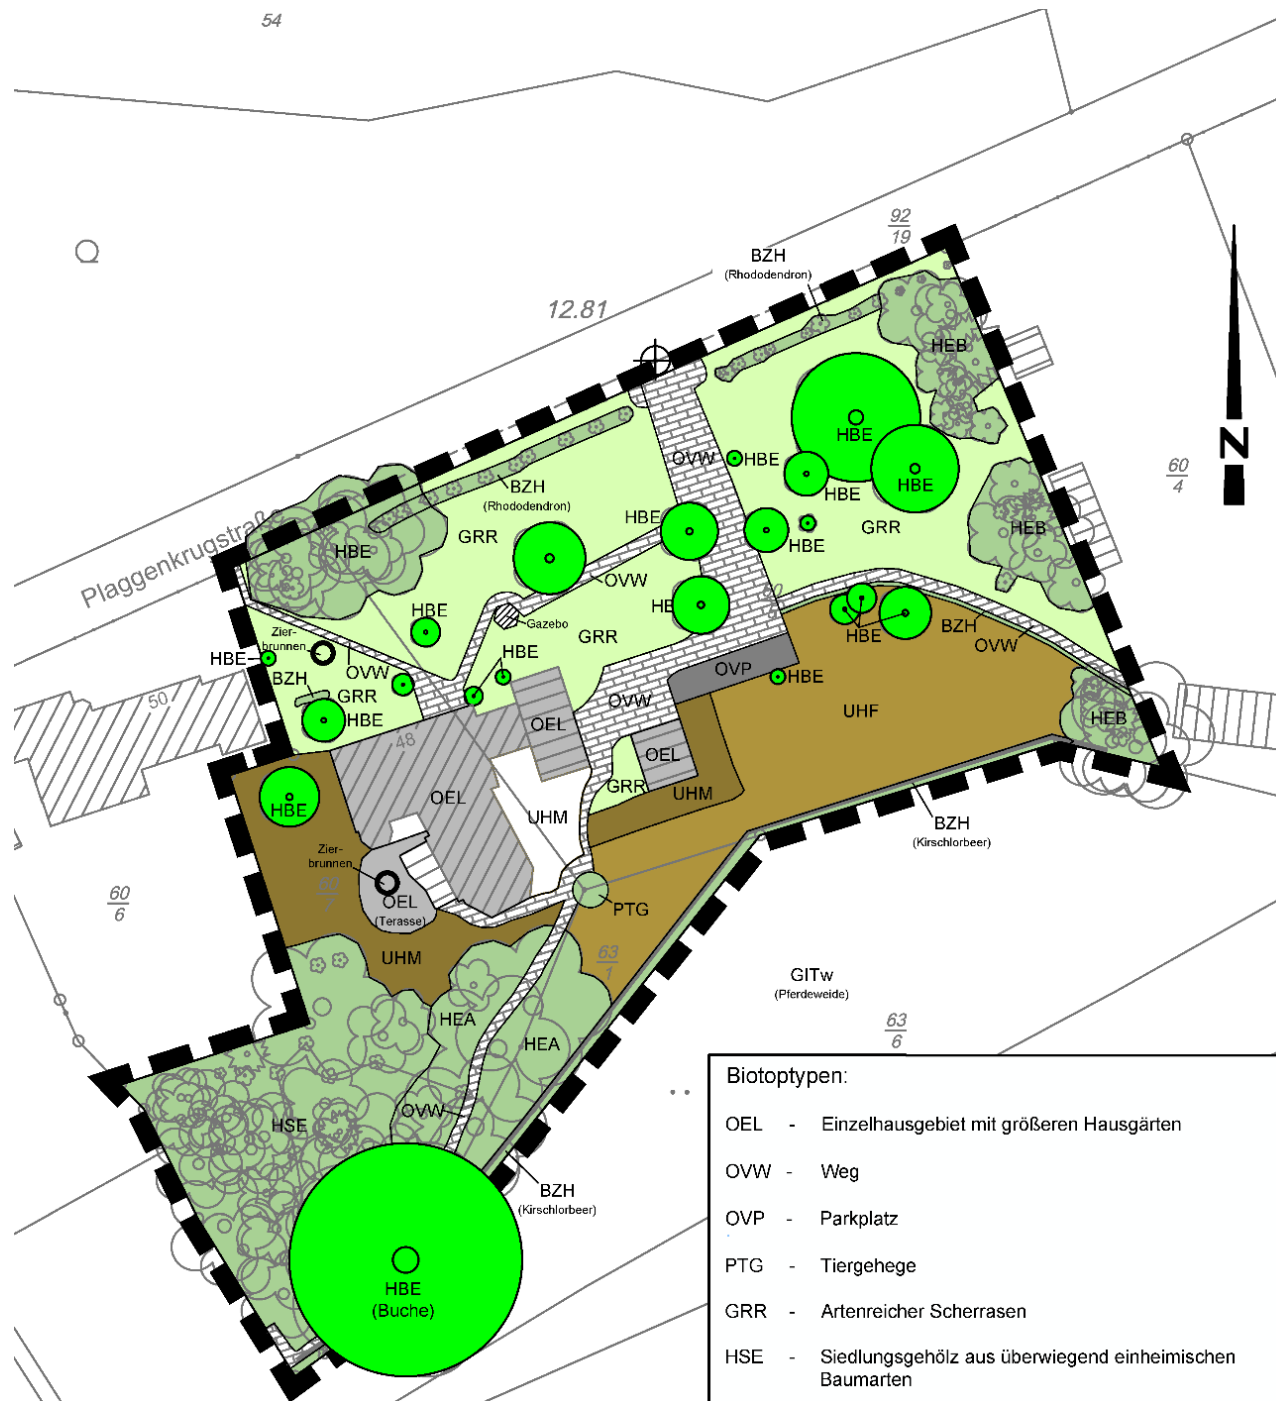 54
92
19
BZH
(Rhododendron)
12.81
HEB
HBE
60
4
OVW
HBE
BZH
(Rhododendron)
HBE
HBE
HBE
HEB
GRR
HBE
GRR
HBE
HBE
Plaggenkrugstraße
OVW
HBE
HBE
Gazebo
GRR
HBE
BZH
OVW
Zier-
brunnen
HBE
HBE
OVW
BZH
GRR
HBE
OVP
HBE
50
OVW
UHF
HEB
OEL
48
OEL
GRR
UHM
OEL
HBE
UHM
BZH
(Kirschlorbeer)
Zier-
brunnen
60
6
OEL
(Terasse)
PTG
UHM
63
1
GITw
(Pferdeweide)
HEA
HEA
63
6
OVW
HSE
BZH
(Kirschlorbeer)
HBE
(Buche)
N
Biotoptypen:
OEL - Einzelhausgebiet mit größeren Hausgärten
OVW - Weg
OVP - Parkplatz
PTG - Tiergehege
GRR - Artenreicher Scherrasen
HSE - Siedlungsgehölz aus überwiegend einheimischen
Baumarten